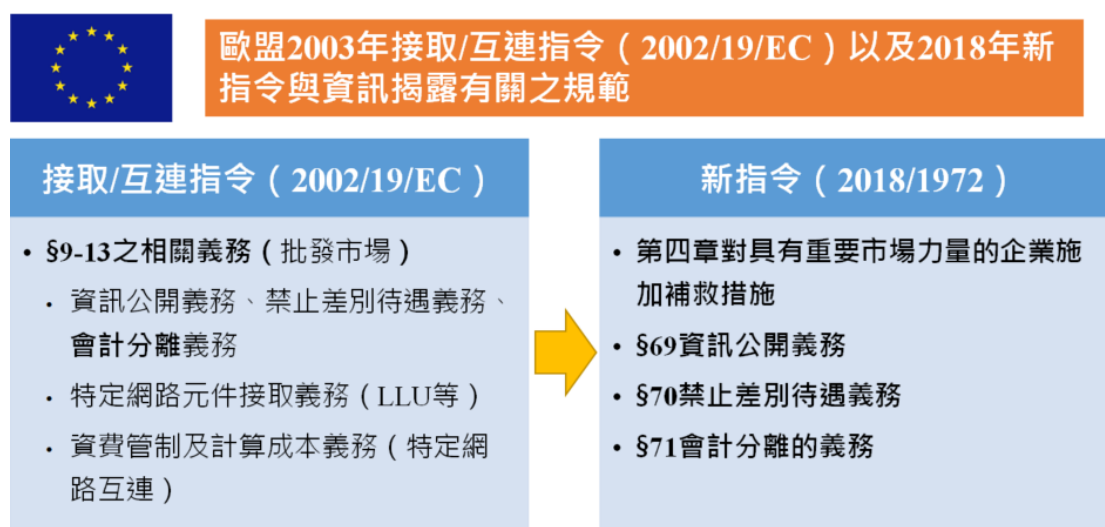 歐盟2003年接取/互連指令（2002/19/EC）以及2018年新
指令與資訊揭露有關之規範
接取/互連指令（2002/19/EC）
• §9-13之相關義務（批發市場）
• 資訊公開義務、禁止差別待遇義務、
會計分離義務
• 特定網路元件接取義務（LLU等）
• 資費管制及計算成本義務（特定網
路互連）
新指令（2018/1972）
• 第四章對具有重要市場力量的企業施
加補救措施
• §69資訊公開義務
• §70禁止差別待遇義務
• §71會計分離的義務